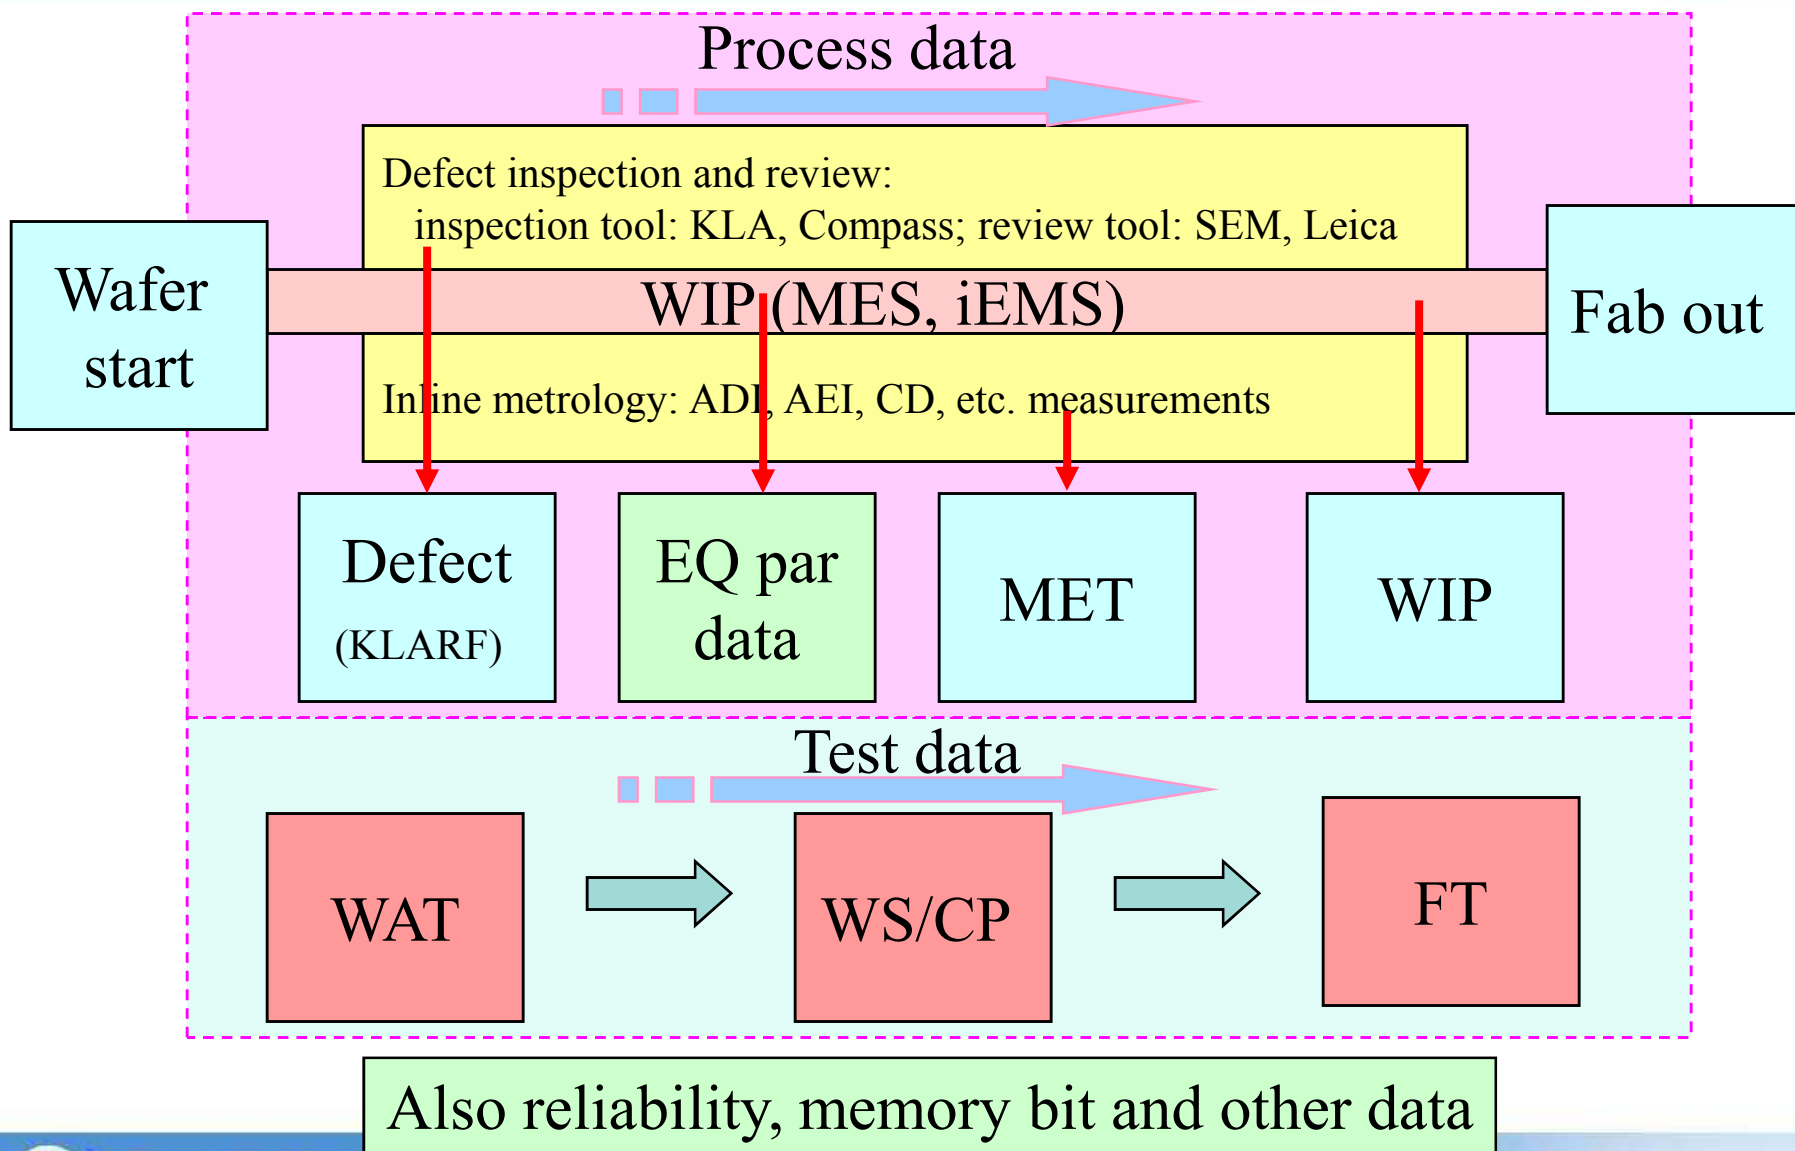 Process data
Defect inspection and review:
inspection tool: KLA, Compass; review tool: SEM, Leica
Wafer
start
WIP (MES, iEMS)
Fab out
Inline metrology: ADI, AEI, CD, etc. measurements
Defect
(KLARF)
EQ par
data
MET
WIP
Test data
WAT
WS/CP
FT
Also reliability, memory bit and other data